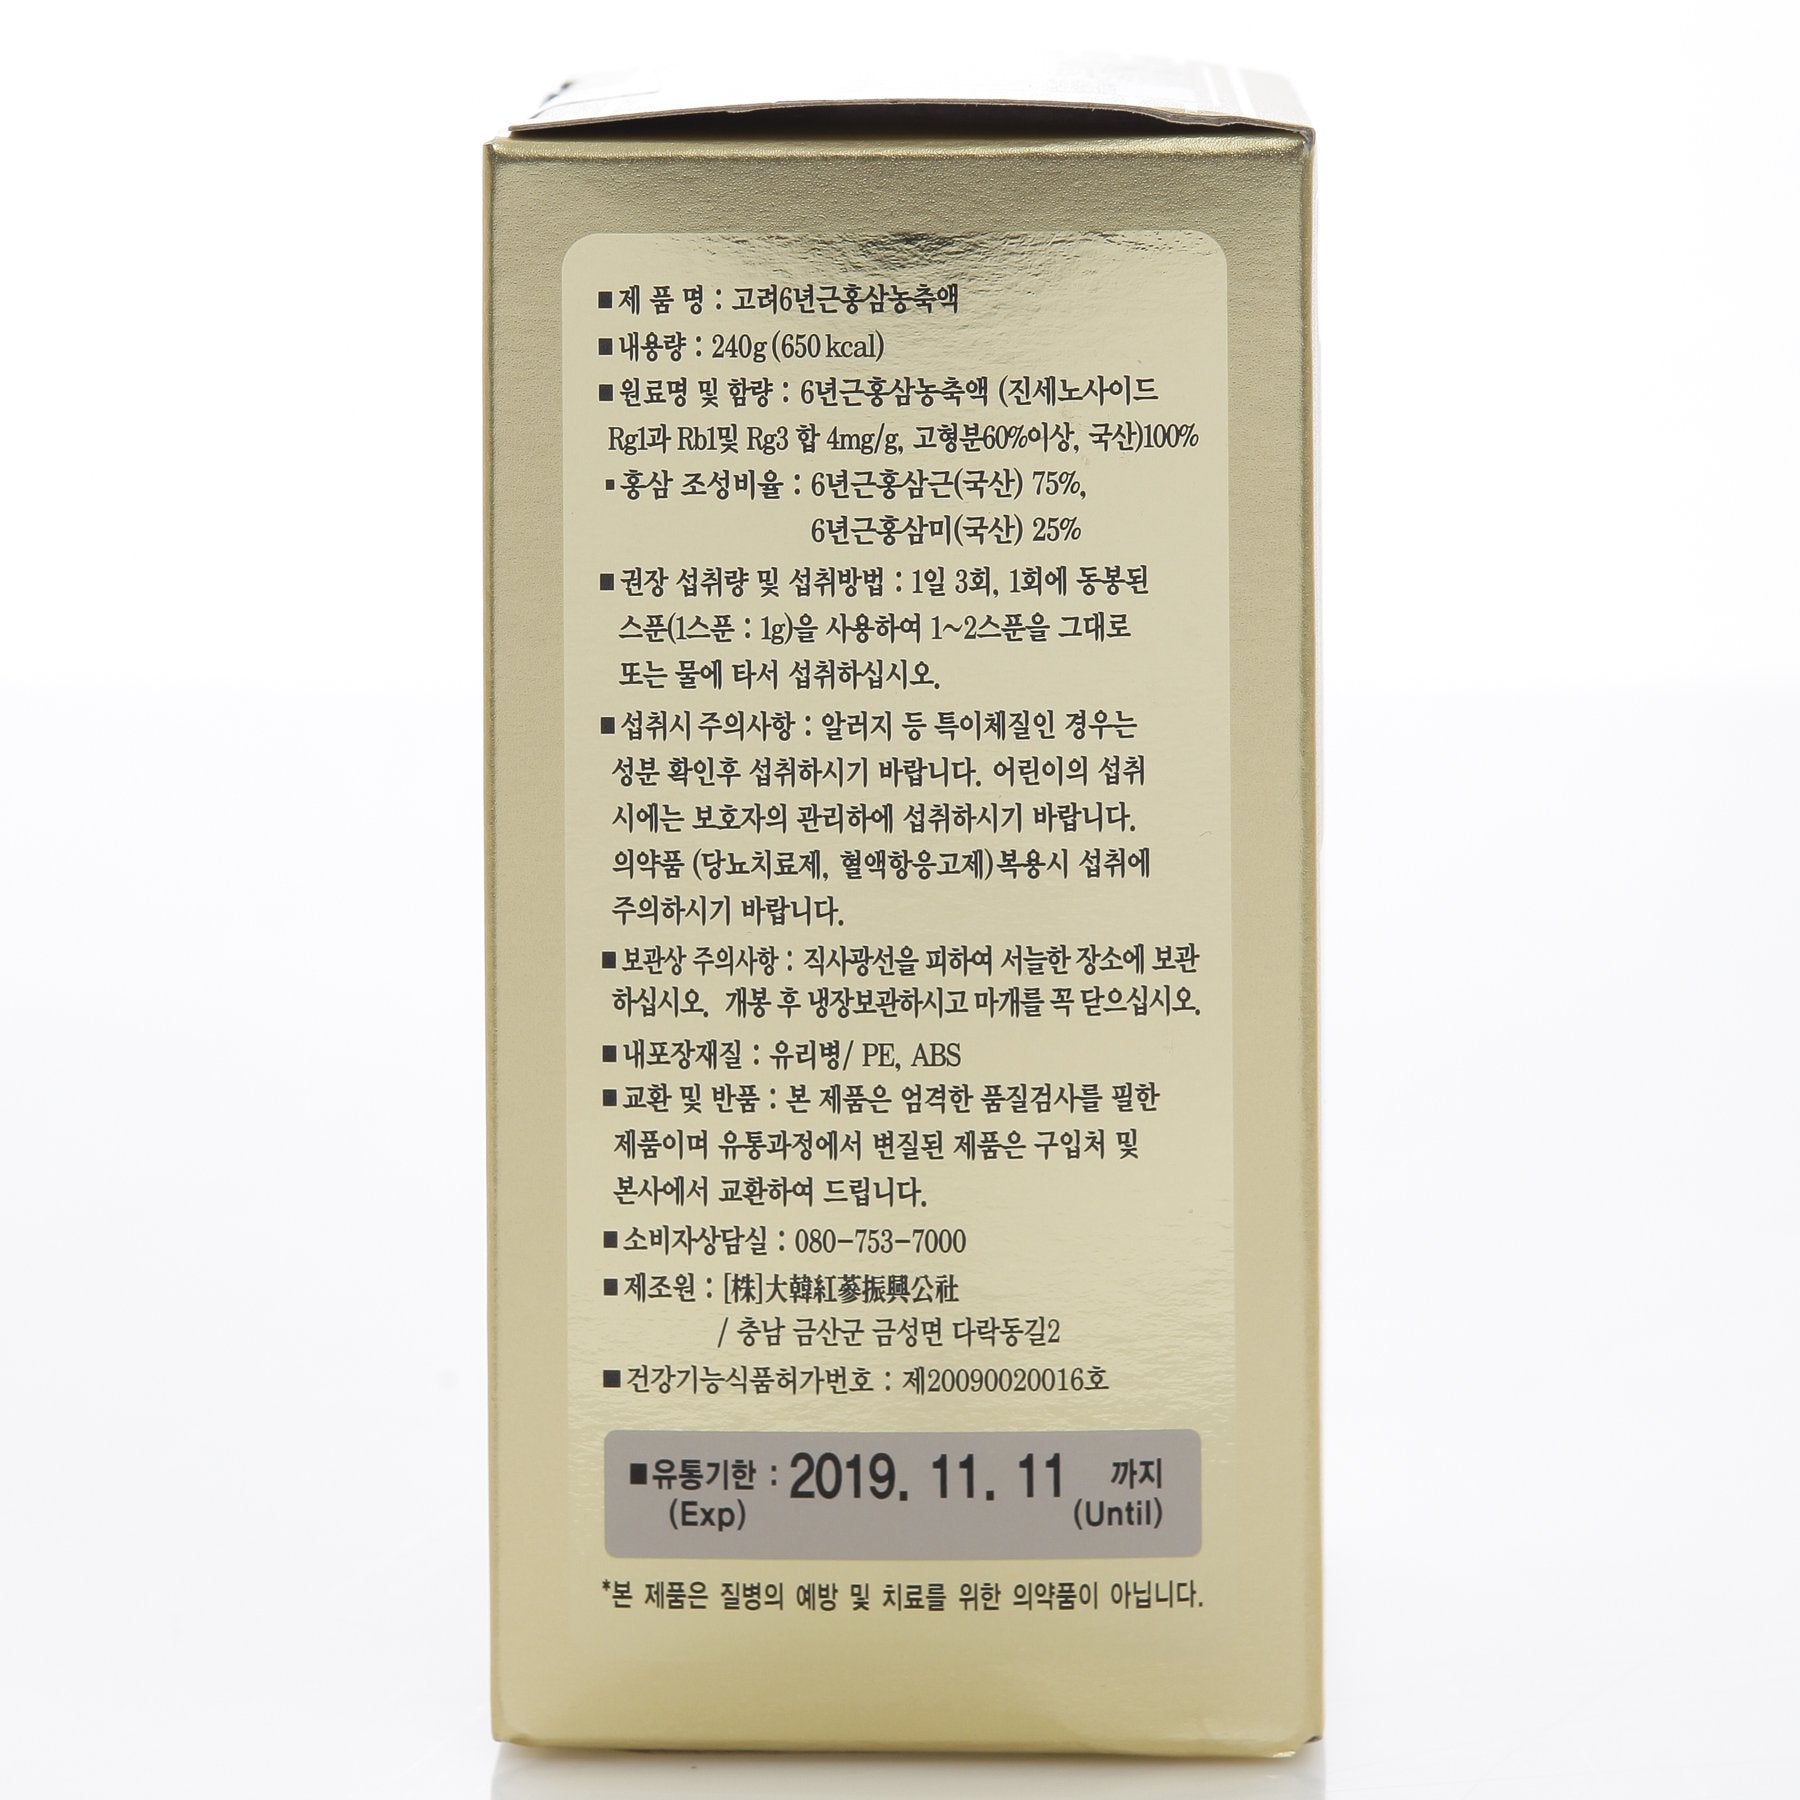 ■제 품 명 : 고려6년근홍삼농축액
■내용량 : 240g (650 kcal)
■원료명 및 함량 : 6년근홍삼농축액 (진세노사이드
Rg1과 Rb1및 Rg3 합 4mg/g, 고형분60%이상, 국산)100%
▪홍삼 조성비율 : 6년근홍삼근(국산) 75%,
6년근홍삼미(국산) 25%
■권장 섭취량 및 섭취방법 : 1일 3회, 1회에 동봉된
스푼(1스푼 : 1g)을 사용하여 1~2스푼을 그대로
또는 물에 타서 섭취하십시오.
■섭취시 주의사항 : 알러지 등 특이체질인 경우는
성분 확인후 섭취하시기 바랍니다. 어린이의 섭취
시에는 보호자의 관리하에 섭취하시기 바랍니다.
의약품 (당뇨치료제, 혈액항응고제)복용시 섭취에
주의하시기 바랍니다.
■보관상 주의사항 : 직사광선을 피하여 서늘한 장소에 보관
하십시오. 개봉 후 냉장보관하시고 마개를 꼭 닫으십시오.
■내포장재질 : 유리병/ PE, ABS
■교환 및 반품 : 본 제품은 엄격한 품질검사를 필한
제품이며 유통과정에서 변질된 제품은 구입처 및
본사에서 교환하여 드립니다.
■소비자상담실 : 080-753-7000
■제조원 : [株]大韓紅蔘振興公社
/ 충남 금산군 금성면 다락동길2
■건강기능식품허가번호 : 제20090020016호
■유통기한 : 2019. 11. 11 까지
(Exp) (Until)
*본 제품은 질병의 예방 및 치료를 위한 의약품이 아닙니다.